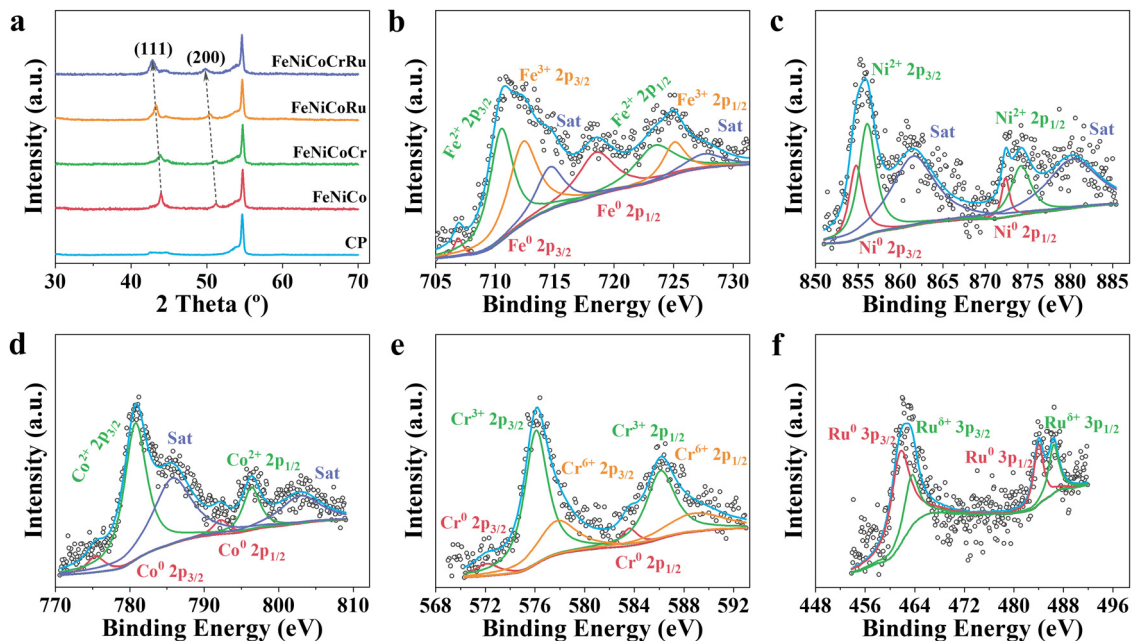 a
Intensity (a.u.)
(111)
(200)
FeNiCoCrRu
FeNiCoRu
FeNiCoCr
FeNiCo
CP
30 40 50 60 70
2 Theta (º)
b
Intensity (a.u.)
Fe²⁺ 2p₃/₂
Fe³⁺ 2p₃/₂
Sat
Fe²⁺ 2p₁/₂
Fe³⁺ 2p₁/₂
Sat
Fe⁰ 2p₁/₂
Fe⁰ 2p₃/₂
705 710 715 720 725 730
Binding Energy (eV)
c
Intensity (a.u.)
Ni²⁺ 2p₃/₂
Sat
Ni²⁺ 2p₁/₂
Sat
Ni⁰ 2p₃/₂
Ni⁰ 2p₁/₂
850 855 860 865 870 875 880 885
Binding Energy (eV)
d
Intensity (a.u.)
Co²⁺ 2p₃/₂
Sat
Co²⁺ 2p₁/₂
Sat
Co⁰ 2p₃/₂
Co⁰ 2p₁/₂
770 780 790 800 810
Binding Energy (eV)
e
Intensity (a.u.)
Cr³⁺ 2p₃/₂
Cr³⁺ 2p₁/₂
Cr⁶⁺ 2p₃/₂
Cr⁶⁺ 2p₁/₂
Cr⁰ 2p₃/₂
Cr⁰ 2p₁/₂
568 572 576 580 584 588 592
Binding Energy (eV)
f
Intensity (a.u.)
Ru⁰ 3p₃/₂
Ruᵟ⁺ 3p₃/₂
Ru⁰ 3p₁/₂
Ruᵟ⁺ 3p₁/₂
448 456 464 472 480 488 496
Binding Energy (eV)